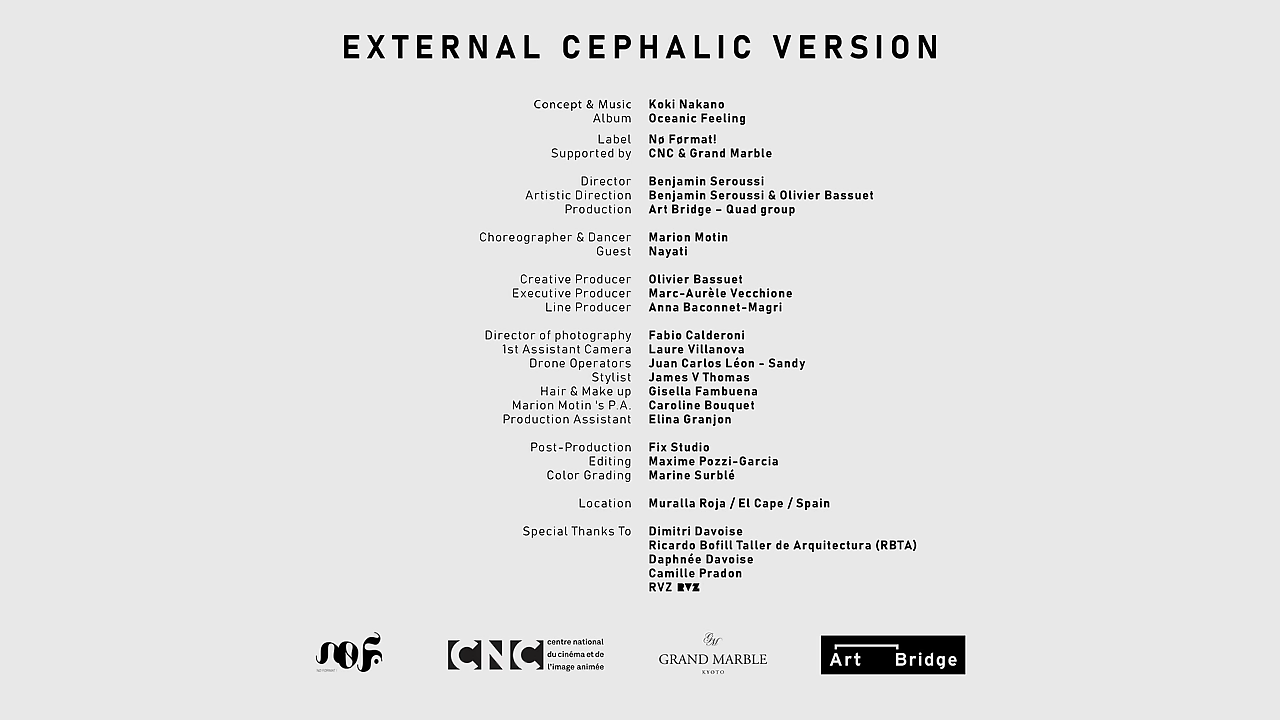 EXTERNAL CEPHALIC VERSION
Concept & Music Koki Nakano
Album Oceanic Feeling
Label Nø Førmat!
Supported by CNC & Grand Marble
Director Benjamin Seroussi
Artistic Direction Benjamin Seroussi & Olivier Bassuet
Production Art Bridge – Quad group
Choreographer & Dancer Marion Motin
Guest Nayati
Creative Producer Olivier Bassuet
Executive Producer Marc-Aurèle Vecchione
Line Producer Anna Baconnet-Magri
Director of photography Fabio Calderoni
1st Assistant Camera Laure Villanova
Drone Operators Juan Carlos Léon - Sandy
Stylist James V Thomas
Hair & Make up Gisella Fambuena
Marion Motin 's P.A. Caroline Bouquet
Production Assistant Elina Granjon
Post-Production Fix Studio
Editing Maxime Pozzi-Garcia
Color Grading Marine Surblé
Location Muralla Roja / El Cape / Spain
Special Thanks To Dimitri Davoise
Ricardo Bofill Taller de Arquitectura (RBTA)
Daphnée Davoise
Camille Pradon
RVZ RVZ
nøf.
CNC centre national
du cinéma et de
l'image animée
GM
GRAND MARBLE
KYOTO
Art Bridge